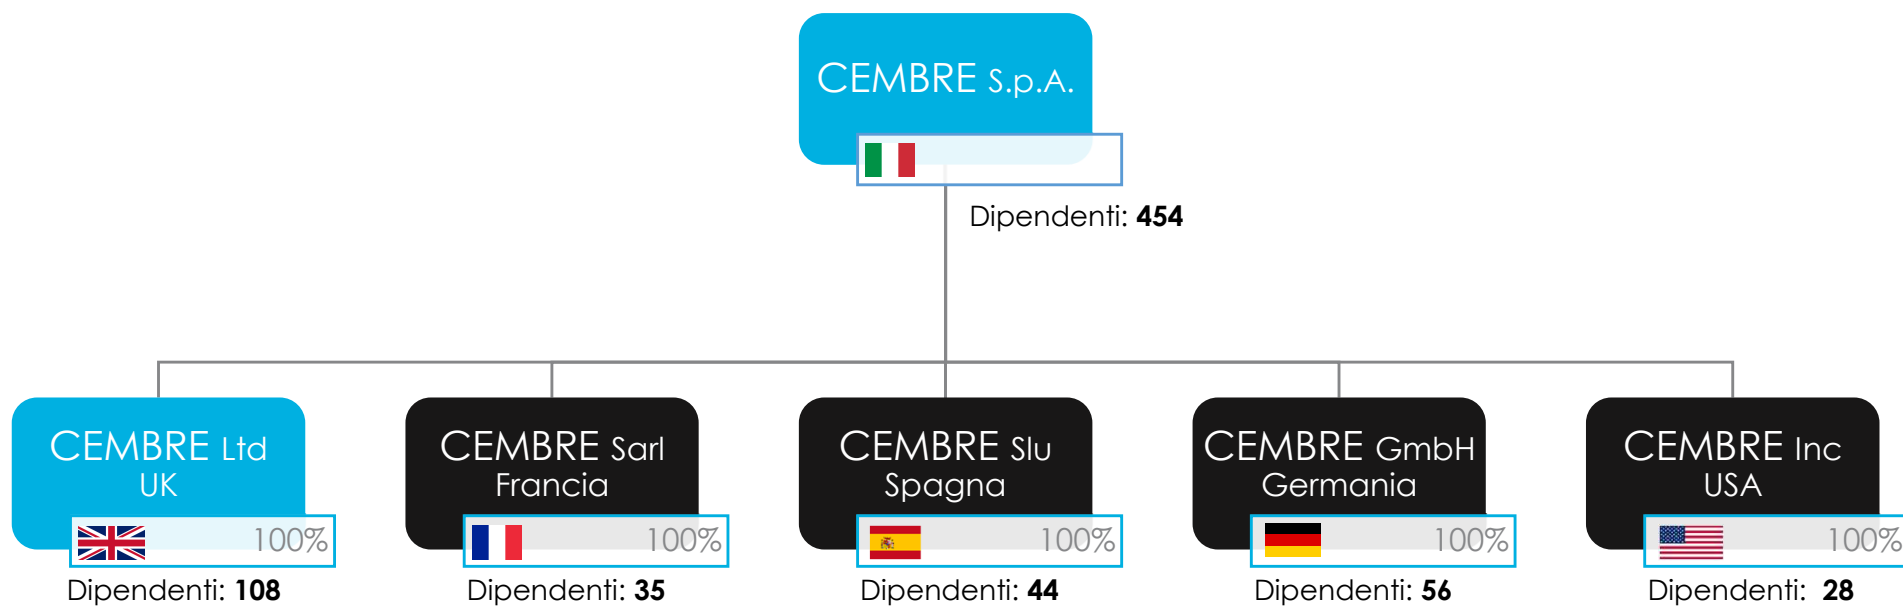 CEMBRE S.p.A.
Dipendenti: 454
CEMBRE Ltd
UK
100%
Dipendenti: 108
CEMBRE Sarl
Francia
100%
Dipendenti: 35
CEMBRE Slu
Spagna
100%
Dipendenti: 44
CEMBRE GmbH
Germania
100%
Dipendenti: 56
CEMBRE Inc
USA
100%
Dipendenti: 28